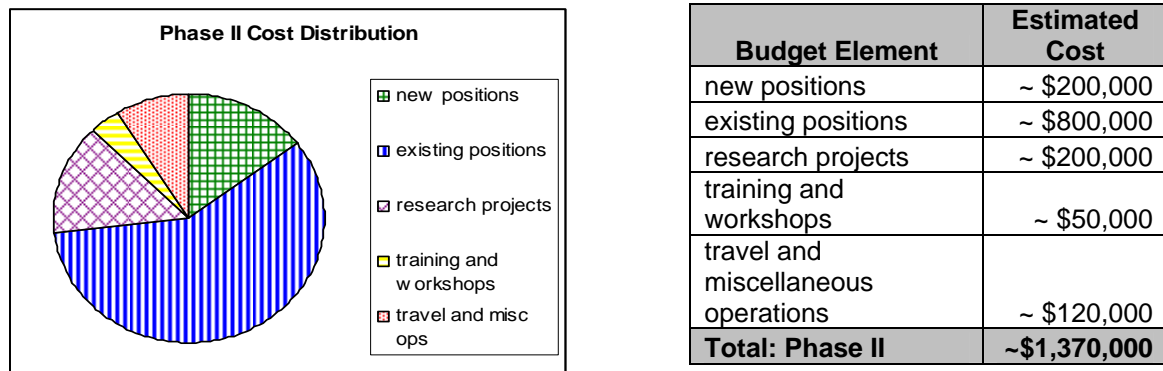 Phase II Cost Distribution
new positions
existing positions
research projects
training and
workshops
travel and misc
ops
Budget Element
Estimated
Cost
new positions
~ $200,000
existing positions
~ $800,000
research projects
~ $200,000
training and
workshops
~ $50,000
travel and
miscellaneous
operations
~ $120,000
Total: Phase II
~$1,370,000